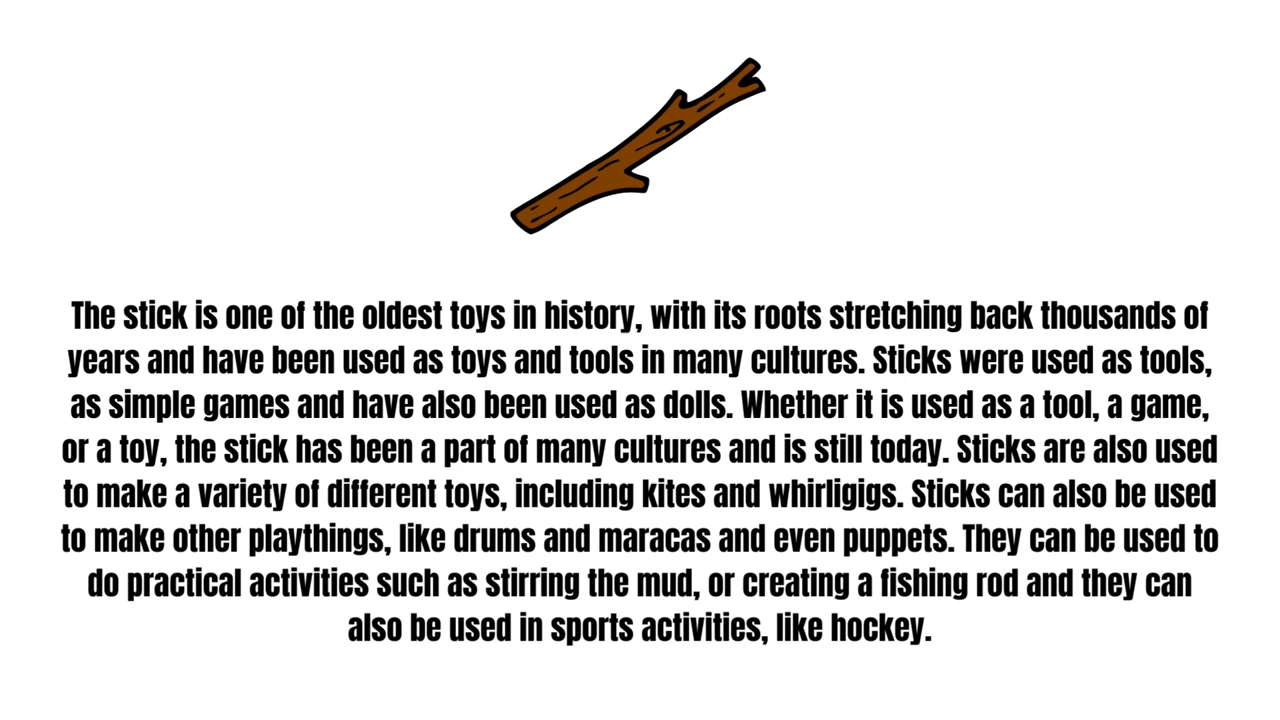 The stick is one of the oldest toys in history, with its roots stretching back thousands of
years and have been used as toys and tools in many cultures. Sticks were used as tools,
as simple games and have also been used as dolls. Whether it is used as a tool, a game,
or a toy, the stick has been a part of many cultures and is still today. Sticks are also used
to make a variety of different toys, including kites and whirligigs. Sticks can also be used
to make other playthings, like drums and maracas and even puppets. They can be used to
do practical activities such as stirring the mud, or creating a fishing rod and they can
also be used in sports activities, like hockey.